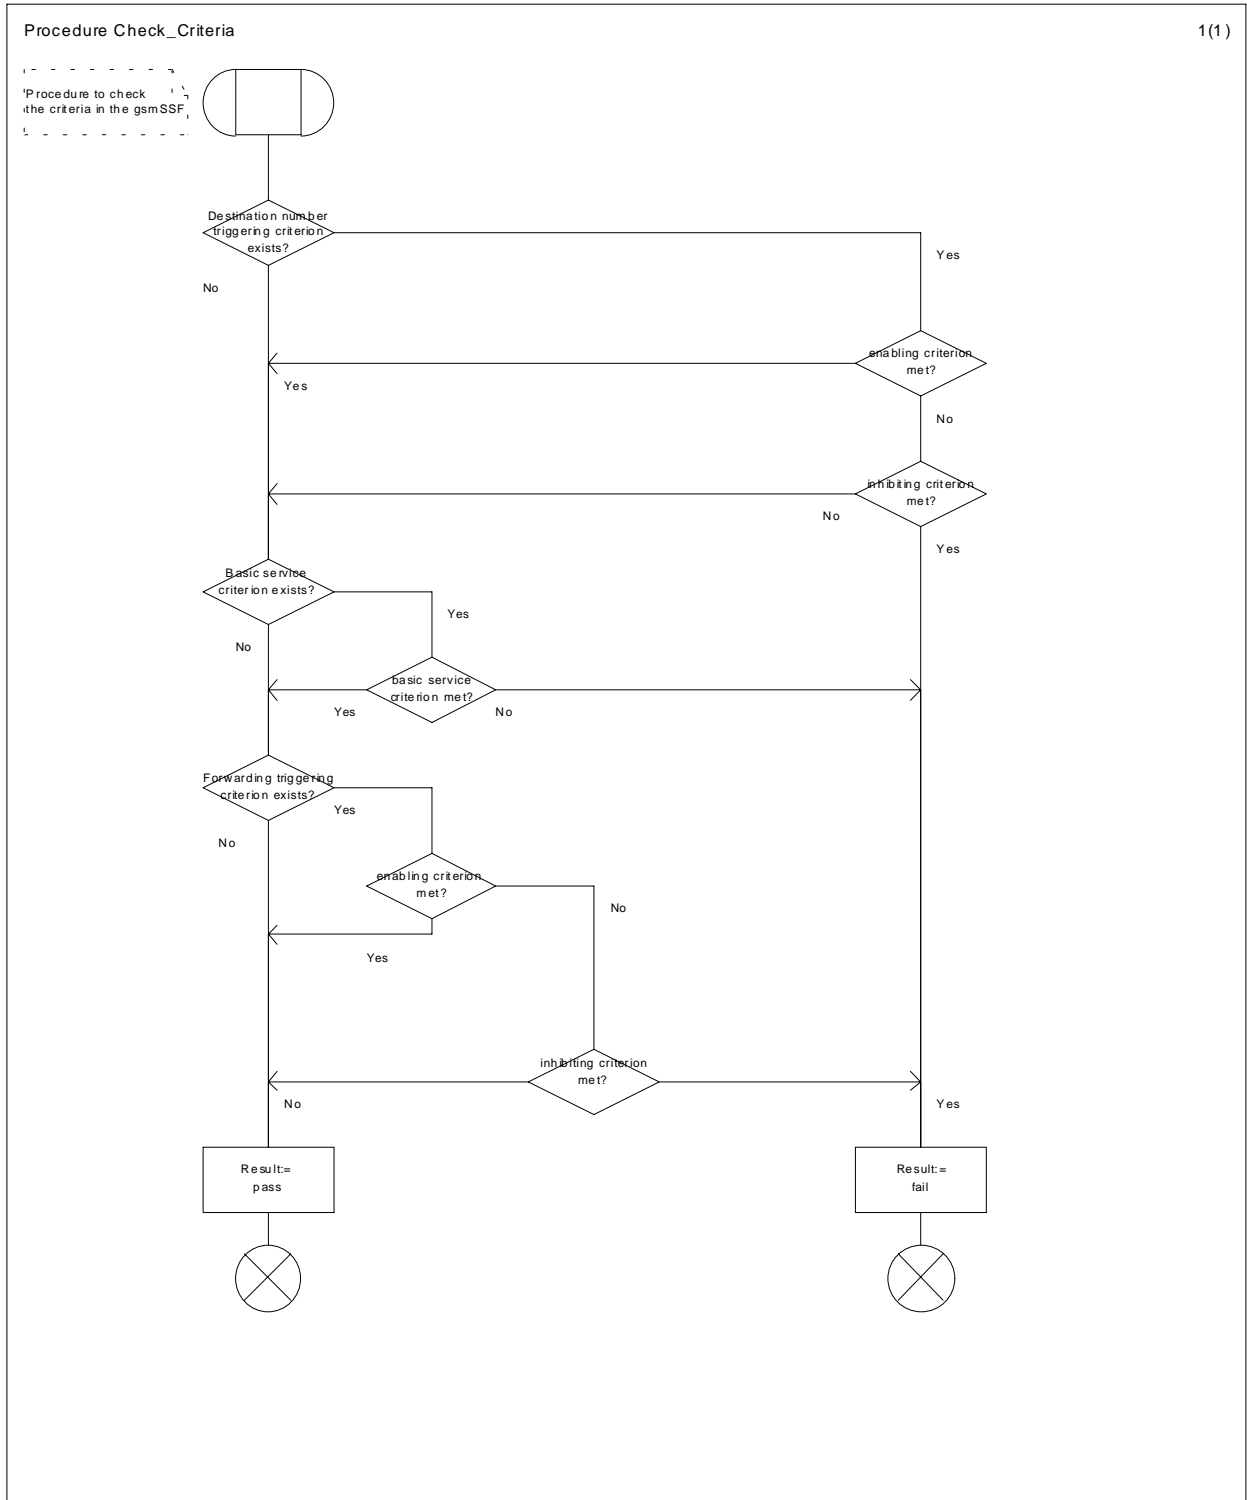 Procedure Check_Criteria
1(1)
Procedure to check
the criteria in the gsmSSF
Destination number
triggering criterion
exists?
Yes
No
enabling criterion
met?
Yes
No
inhibiting criterion
met?
No
Yes
Basic service
criterion exists?
Yes
No
basic service
criterion met?
Yes
No
Forwarding triggering
criterion exists?
Yes
No
enabling criterion
met?
No
Yes
inhibiting criterion
met?
No
Yes
Result:=
pass
Result:=
fail